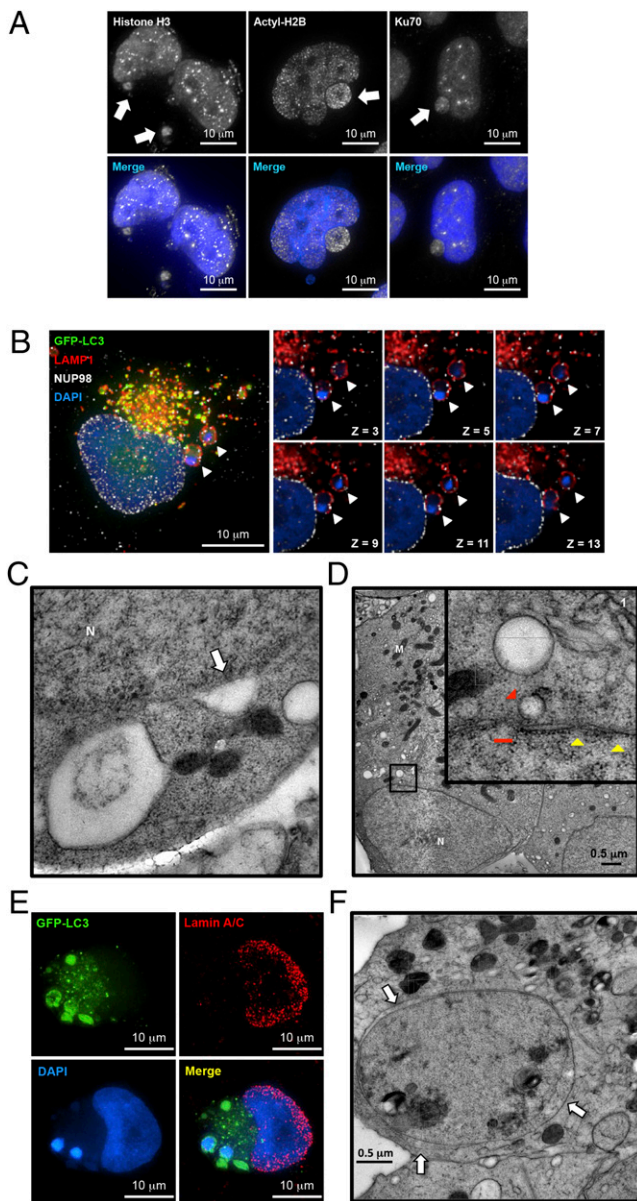 A
Histone H3
Actyl-H2B
Ku70
10 μm
10 μm
10 μm
Merge
Merge
Merge
10 μm
10 μm
10 μm
B
GFP-LC3
LAMP1
NUP98
DAPI
10 μm
Z = 3
Z = 5
Z = 7
Z = 9
Z = 11
Z = 13
C
N
D
M
N
1
0.5 μm
E
GFP-LC3
Lamin A/C
10 μm
10 μm
DAPI
Merge
10 μm
10 μm
F
0.5 μm